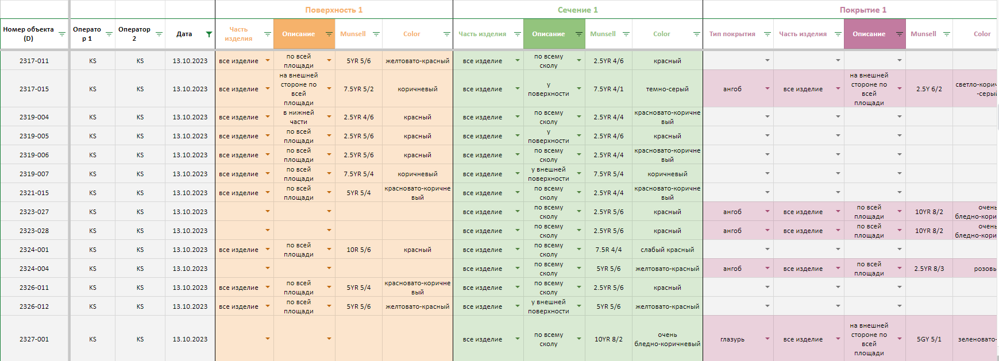 Поверхность 1 Сечение 1 Покрытие 1
Номер объекта (D) Оператор 1 Оператор 2 Дата Часть изделия Описание Munsell Color Часть изделия Описание Munsell Color Тип покрытия Часть изделия Описание Munsell Color
2317-011 KS KS 13.10.2023 все изделие по всей площади 5YR 5/6 желтовато-красный все изделие по всему сколу 2.5YR 4/6 красный
2317-015 KS KS 13.10.2023 все изделие на внешней стороне по всей площади 7.5YR 5/2 коричневый все изделие у поверхности 7.5YR 4/1 темно-серый ангоб все изделие на внешней стороне по всей площади 2.5Y 6/2 светло-корич -серый
2319-004 KS KS 13.10.2023 все изделие в нижней части 2.5YR 4/6 красный все изделие по всему сколу 2.5YR 4/4 красновато-коричневый
2319-005 KS KS 13.10.2023 все изделие по всей площади 2.5YR 5/6 красный все изделие у поверхности 2.5YR 4/6 красный
2319-006 KS KS 13.10.2023 все изделие по всей площади 2.5YR 5/6 красный все изделие по всему сколу 2.5YR 4/4 красновато-коричневый
2319-007 KS KS 13.10.2023 все изделие по всей площади 7.5YR 5/4 коричневый все изделие у внешней поверхности 7.5YR 5/4 коричневый
2321-015 KS KS 13.10.2023 все изделие по всей площади 5YR 5/4 красновато-коричневый все изделие по всему сколу 2.5YR 4/4 красновато-коричневый
2323-027 KS KS 13.10.2023 все изделие по всему сколу 2.5YR 5/6 красный ангоб все изделие по всей площади 10YR 8/2 очень бледно-кори
2323-028 KS KS 13.10.2023 все изделие по всему сколу 2.5YR 5/6 красный ангоб все изделие по всей площади 10YR 8/2 очень бледно-кори
2324-001 KS KS 13.10.2023 все изделие по всей площади 10R 5/6 красный все изделие по всему сколу 7.5R 4/4 слабый красный
2324-004 KS KS 13.10.2023 все изделие по всему сколу 5YR 5/6 желтовато-красный ангоб все изделие по всей площади 2.5YR 8/3 розовы
2326-011 KS KS 13.10.2023 все изделие по всей площади 5YR 5/4 красновато-коричневый все изделие по всему сколу 2.5YR 5/6 красный
2326-012 KS KS 13.10.2023 все изделие по всей площади 5YR 5/6 желтовато-красный все изделие у внешней поверхности 5YR 5/6 желтовато-красный
2327-001 KS KS 13.10.2023 все изделие по всему сколу 10YR 8/2 очень бледно-коричневый глазурь все изделие на внешней стороне по всей площади 5GY 5/1 зеленовато-